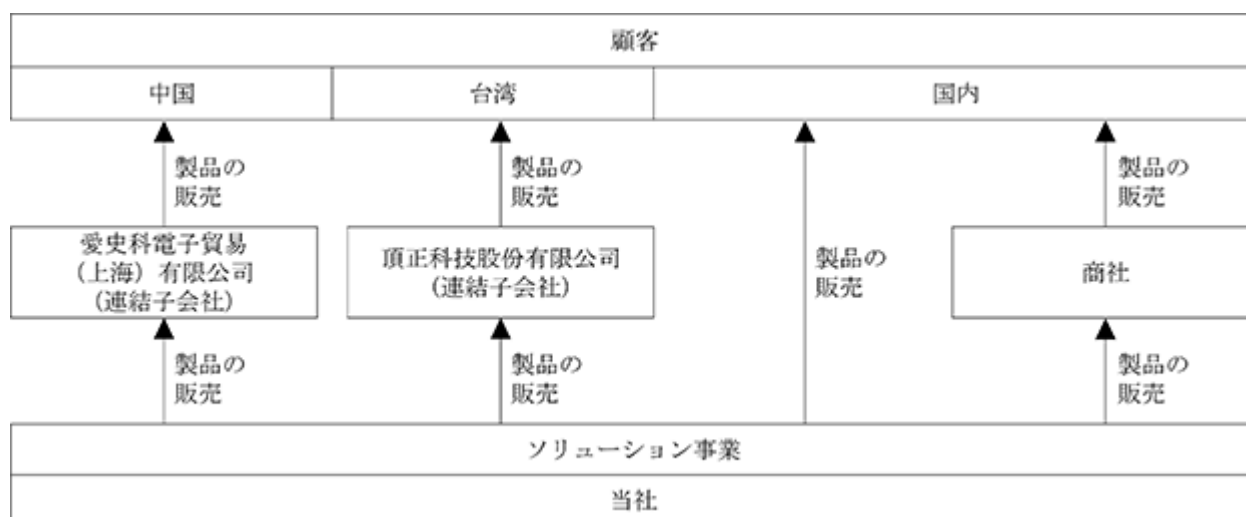 顧客
中国
台湾
国内
製品の
販売
製品の
販売
製品の
販売
愛史科電子貿易
（上海）有限公司
（連結子会社）
頂正科技股份有限公司
（連結子会社）
製品の
販売
商社
製品の
販売
製品の
販売
製品の
販売
ソリューション事業
当社